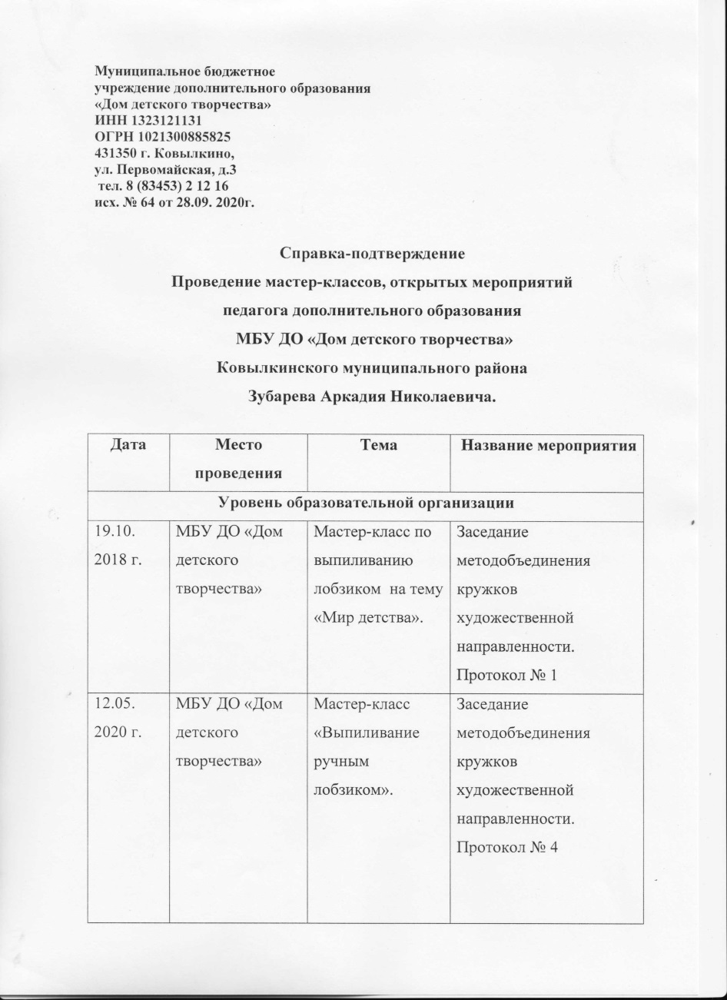 Муниципальное бюджетное
учреждение дополнительного образования
«Дом детского творчества»
ИНН 1323121131
ОГРН 1021300885825
431350 г. Ковылкино,
ул. Первомайская, д.3
тел. 8 (83453) 2 12 16
исх. № 64 от 28.09. 2020г.
Справка-подтверждение
Проведение мастер-классов, открытых мероприятий
педагога дополнительного образования
МБУ ДО «Дом детского творчества»
Ковылкинского муниципального района
Зубарева Аркадия Николаевича.
Дата
Место
проведения
Тема
Название мероприятия
Уровень образовательной организации
19.10.
2018 г.
МБУ ДО «Дом
детского
творчества»
Мастер-класс по
выпиливанию
лобзиком на тему
«Мир детства».
Заседание
методобъединения
кружков
художественной
направленности.
Протокол № 1
12.05.
2020 г.
МБУ ДО «Дом
детского
творчества»
Мастер-класс
«Выпиливание
ручным
лобзиком».
Заседание
методобъединения
кружков
художественной
направленности.
Протокол № 4